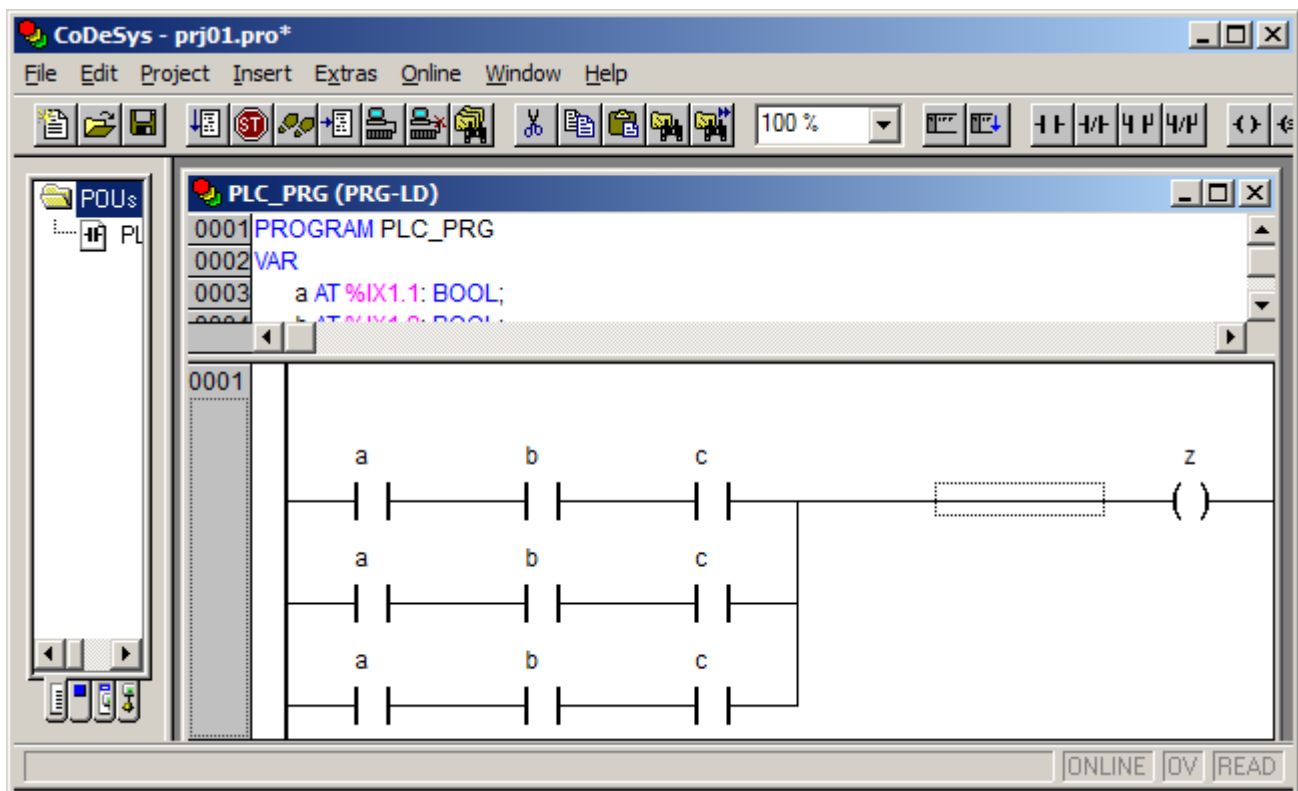 CoDeSys - prj01.pro*
File Edit Project Insert Extras Online Window Help
ST 100 %
POUs
PL
PLC_PRG (PRG-LD)
0001 PROGRAM PLC_PRG
0002 VAR
0003 a AT %IX1.1: BOOL;
0001
a b c z
a b c
a b c
ONLINE OV READ